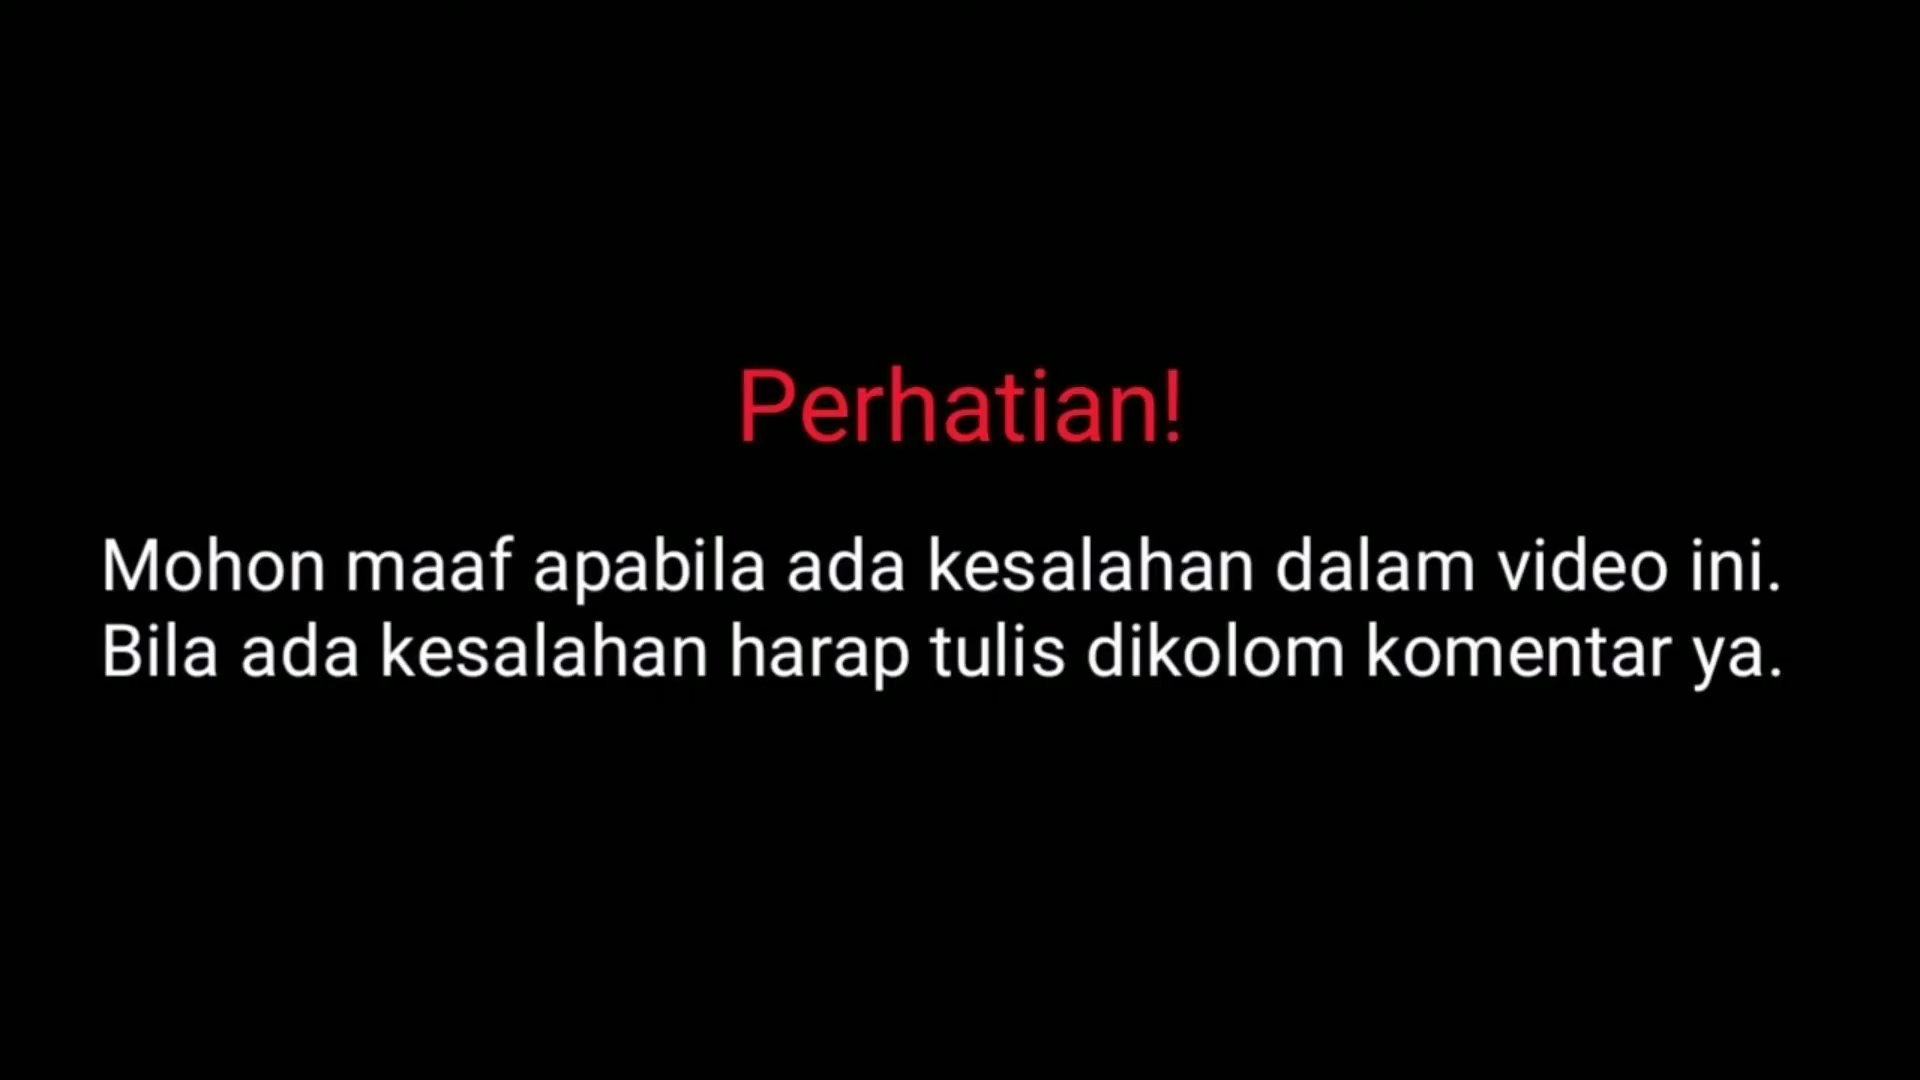 Perhatian!
Mohon maaf apabila ada kesalahan dalam video ini.
Bila ada kesalahan harap tulis dikolom komentar ya.